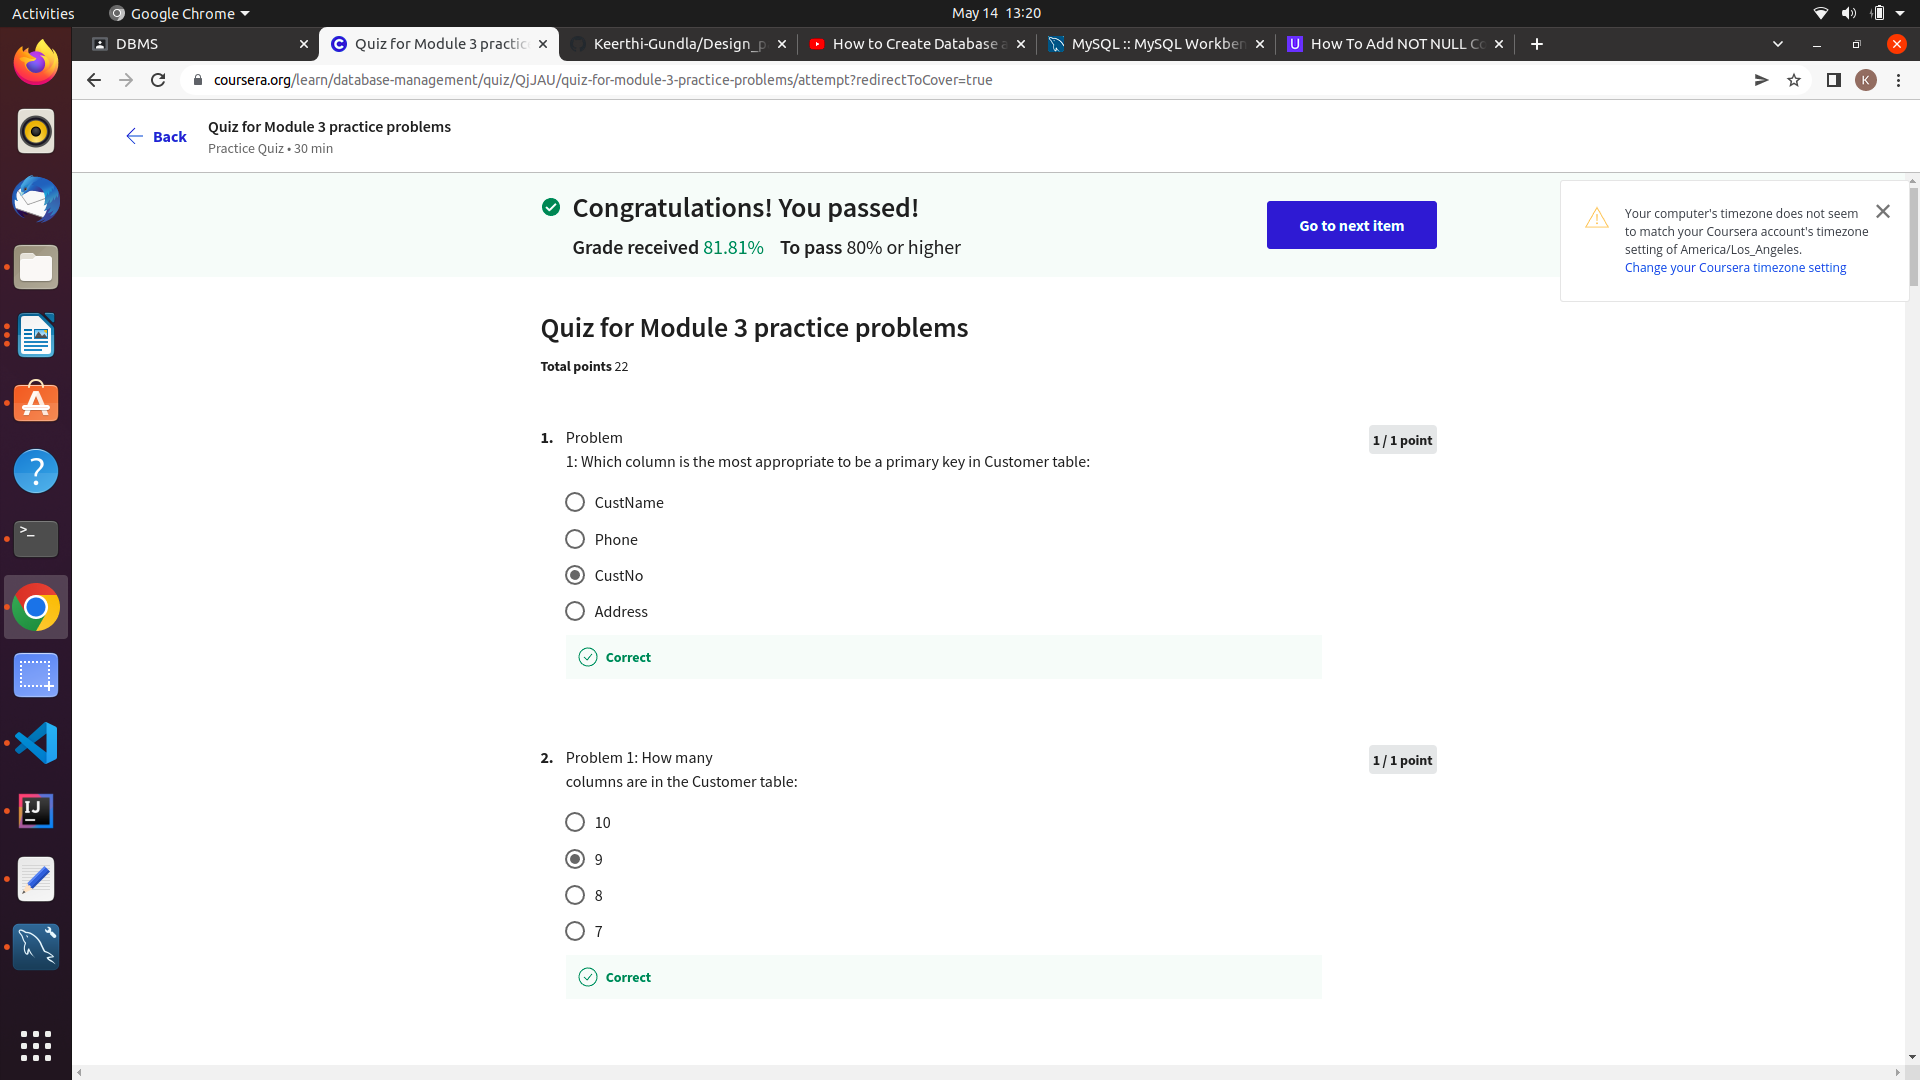 Activities
Google Chrome
May 14 13:20
DBMS
Quiz for Module 3 practic
Keerthi-Gundla/Design_p
How to Create Database a
MySQL :: MySQL Workben
How To Add NOT NULL Co
coursera.org/learn/database-management/quiz/QjJAU/quiz-for-module-3-practice-problems/attempt?redirectToCover=true
K
Back
Quiz for Module 3 practice problems
Practice Quiz • 30 min
Congratulations! You passed!
Grade received 81.81% To pass 80% or higher
Go to next item
Your computer's timezone does not seem
to match your Coursera account's timezone
setting of America/Los_Angeles.
Change your Coursera timezone setting
Quiz for Module 3 practice problems
Total points 22
1. Problem
1: Which column is the most appropriate to be a primary key in Customer table:
1 / 1 point
CustName
Phone
CustNo
Address
Correct
2. Problem 1: How many
columns are in the Customer table:
1 / 1 point
10
9
8
7
Correct